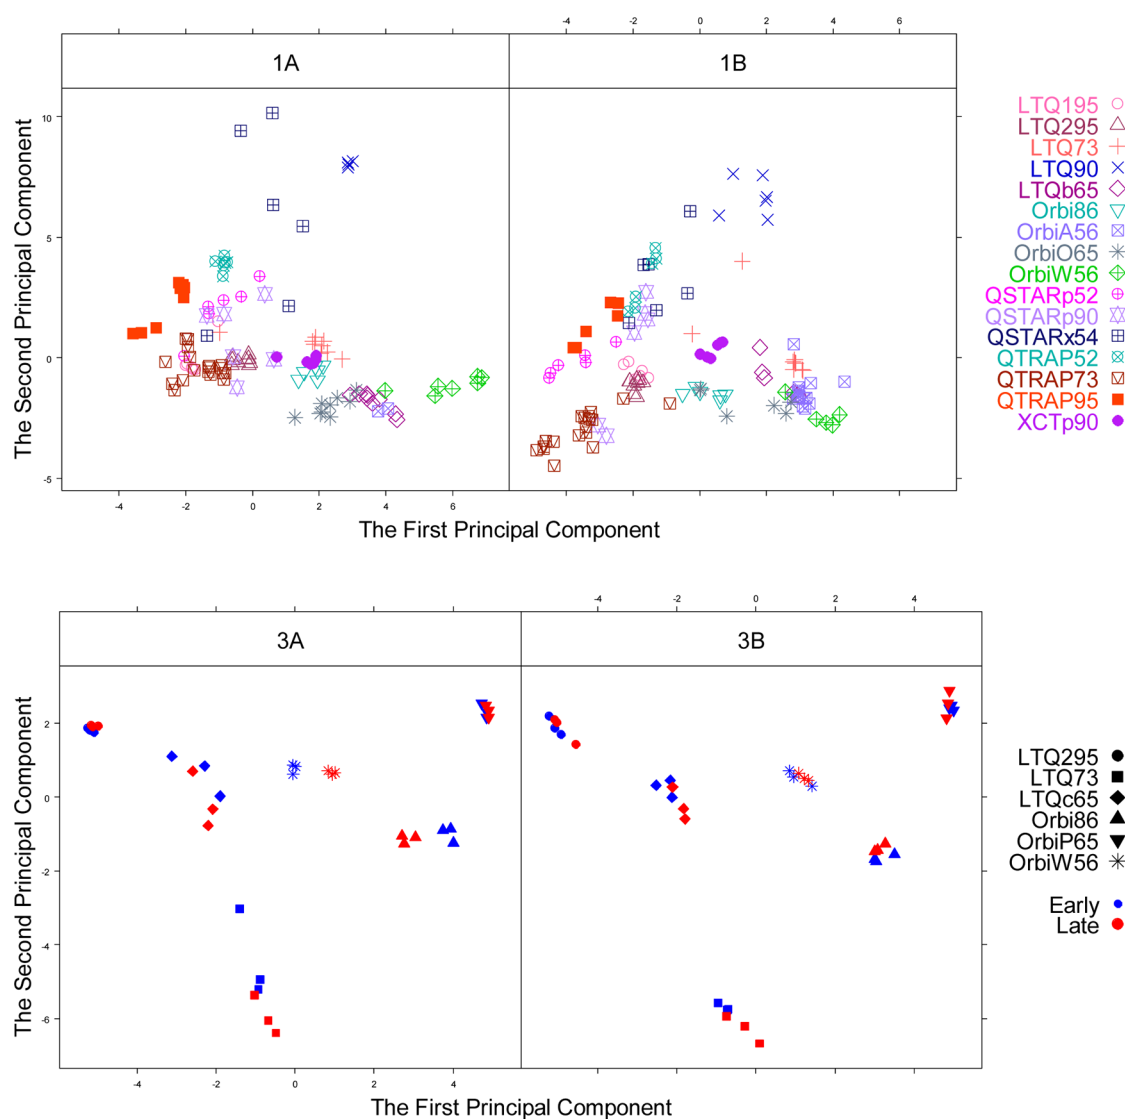 -4 -2 0 2 4 6
1A 1B
The Second Principal Component
10
5
0
-5
-4 -2 0 2 4 6
The First Principal Component
LTQ195
LTQ295
LTQ73
LTQ90
LTQb65
Orbi86
OrbiA56
OrbiO65
OrbiW56
QSTARp52
QSTARp90
QSTARx54
QTRAP52
QTRAP73
QTRAP95
XCTp90
-4 -2 0 2 4
3A 3B
The Second Principal Component
2
0
-2
-4
-6
-4 -2 0 2 4
The First Principal Component
LTQ295
LTQ73
LTQc65
Orbi86
OrbiP65
OrbiW56
Early
Late